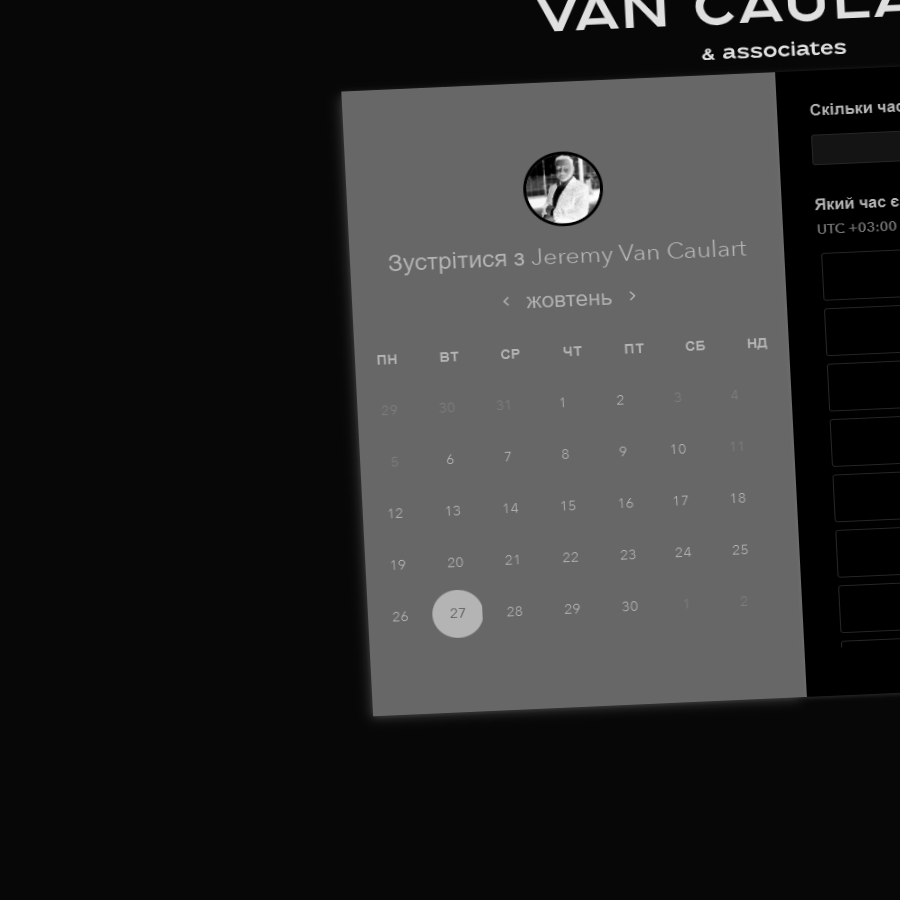 VAN CAULA
& associates
Зустрітися з Jeremy Van Caulart
‹ жовтень ›
ПН ВТ СР ЧТ ПТ СБ НД
29 30 31 1 2 3 4
5 6 7 8 9 10 11
12 13 14 15 16 17 18
19 20 21 22 23 24 25
26 27 28 29 30 1 2
Скільки час
Який час є
UTC +03:00